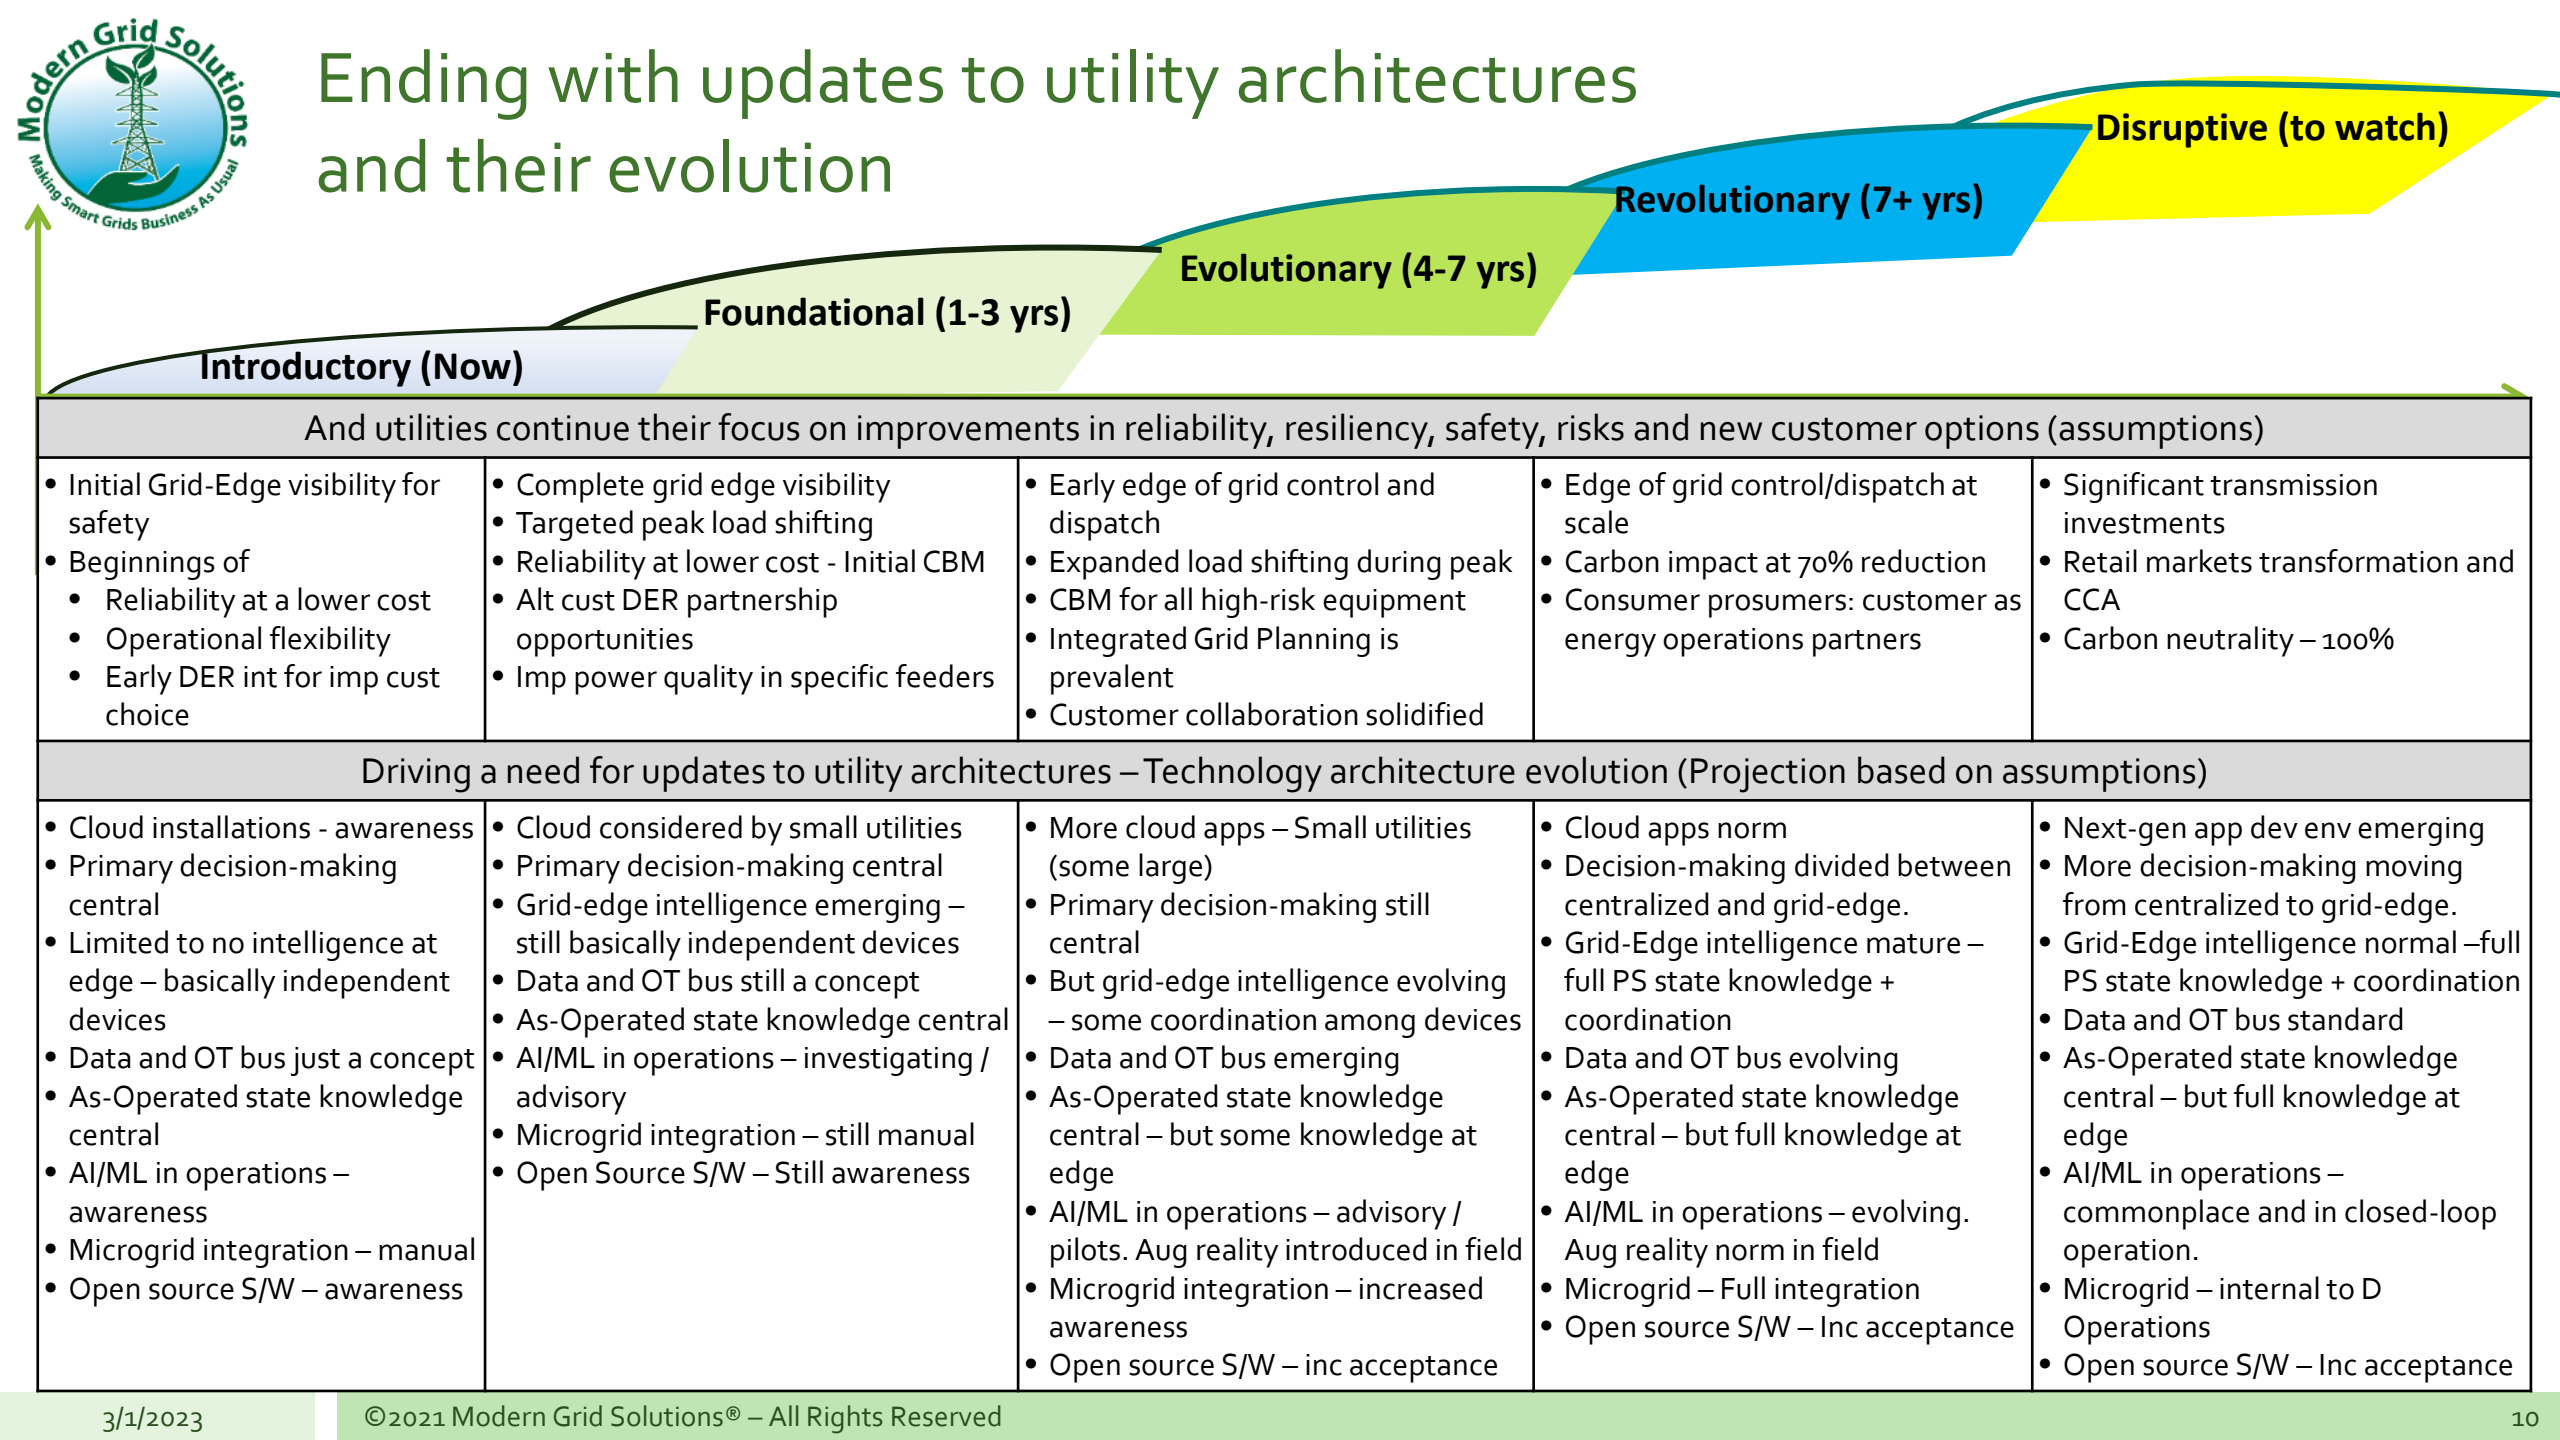 Modern Grid Solutions
Making Smart Grids Business As Usual
Ending with updates to utility architectures
and their evolution
Disruptive (to watch)
Revolutionary (7+ yrs)
Evolutionary (4-7 yrs)
Foundational (1-3 yrs)
Introductory (Now)
And utilities continue their focus on improvements in reliability, resiliency, safety, risks and new customer options (assumptions)
• Initial Grid-Edge visibility for
safety
• Beginnings of
• Reliability at a lower cost
• Operational flexibility
• Early DER int for imp cust
choice
• Complete grid edge visibility
• Targeted peak load shifting
• Reliability at lower cost - Initial CBM
• Alt cust DER partnership
opportunities
• Imp power quality in specific feeders
• Early edge of grid control and
dispatch
• Expanded load shifting during peak
• CBM for all high-risk equipment
• Integrated Grid Planning is
prevalent
• Customer collaboration solidified
• Edge of grid control/dispatch at
scale
• Carbon impact at 70% reduction
• Consumer prosumers: customer as
energy operations partners
• Significant transmission
investments
• Retail markets transformation and
CCA
• Carbon neutrality – 100%
Driving a need for updates to utility architectures – Technology architecture evolution (Projection based on assumptions)
• Cloud installations - awareness
• Primary decision-making
central
• Limited to no intelligence at
edge – basically independent
devices
• Data and OT bus just a concept
• As-Operated state knowledge
central
• AI/ML in operations –
awareness
• Microgrid integration – manual
• Open source S/W – awareness
• Cloud considered by small utilities
• Primary decision-making central
• Grid-edge intelligence emerging –
still basically independent devices
• Data and OT bus still a concept
• As-Operated state knowledge central
• AI/ML in operations – investigating /
advisory
• Microgrid integration – still manual
• Open Source S/W – Still awareness
• More cloud apps – Small utilities
(some large)
• Primary decision-making still
central
• But grid-edge intelligence evolving
– some coordination among devices
• Data and OT bus emerging
• As-Operated state knowledge
central – but some knowledge at
edge
• AI/ML in operations – advisory /
pilots. Aug reality introduced in field
• Microgrid integration – increased
awareness
• Open source S/W – inc acceptance
• Cloud apps norm
• Decision-making divided between
centralized and grid-edge.
• Grid-Edge intelligence mature –
full PS state knowledge +
coordination
• Data and OT bus evolving
• As-Operated state knowledge
central – but full knowledge at
edge
• AI/ML in operations – evolving.
Aug reality norm in field
• Microgrid – Full integration
• Open source S/W – Inc acceptance
• Next-gen app dev env emerging
• More decision-making moving
from centralized to grid-edge.
• Grid-Edge intelligence normal –full
PS state knowledge + coordination
• Data and OT bus standard
• As-Operated state knowledge
central – but full knowledge at
edge
• AI/ML in operations –
commonplace and in closed-loop
operation.
• Microgrid – internal to D
Operations
• Open source S/W – Inc acceptance
3/1/2023
©2021 Modern Grid Solutions® – All Rights Reserved
10